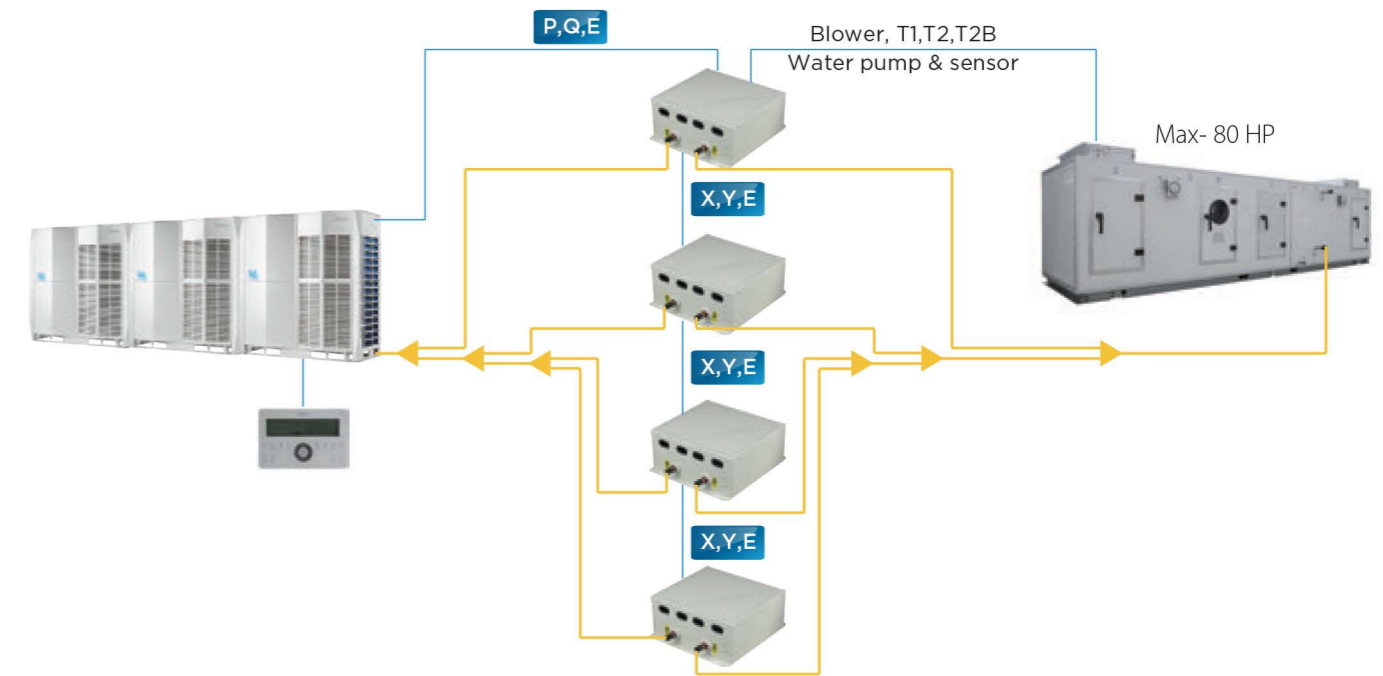 P,Q,E
Blower, T1,T2,T2B
Water pump & sensor
Max- 80 HP
X,Y,E
X,Y,E
X,Y,E